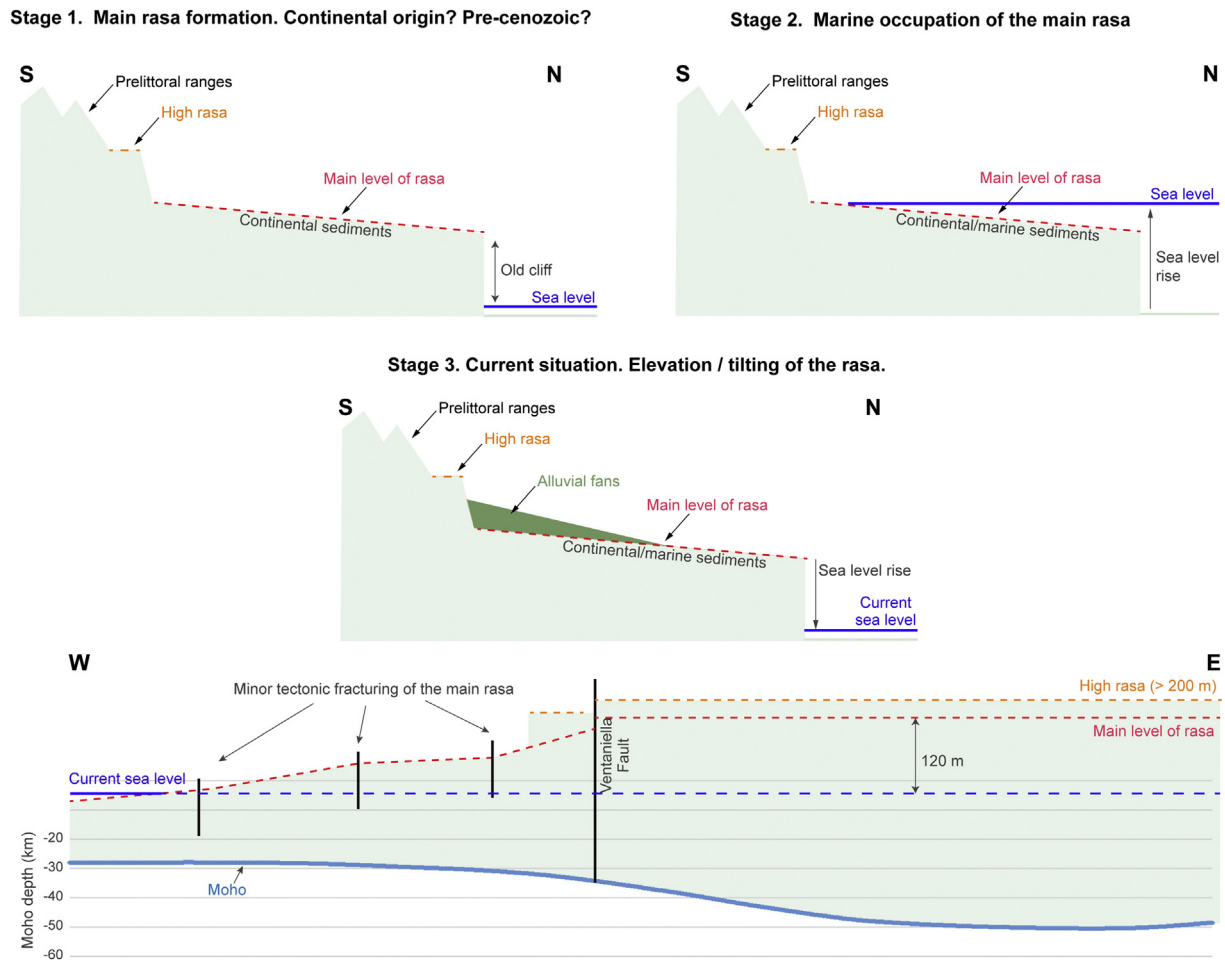 Stage 1. Main rasa formation. Continental origin? Pre-cenozoic?
S
N
Prelittoral ranges
High rasa
Main level of rasa
Continental sediments
Old cliff
Sea level
Stage 2. Marine occupation of the main rasa
S
N
Prelittoral ranges
High rasa
Main level of rasa
Sea level
Continental/marine sediments
Sea level
rise
Stage 3. Current situation. Elevation / tilting of the rasa.
S
N
Prelittoral ranges
High rasa
Alluvial fans
Main level of rasa
Continental/marine sediments
Sea level rise
Current
sea level
W
E
Minor tectonic fracturing of the main rasa
High rasa (> 200 m)
Main level of rasa
Ventaniella
Fault
120 m
Current sea level
Moho depth (km)
-20
-30
-40
-50
-60
Moho